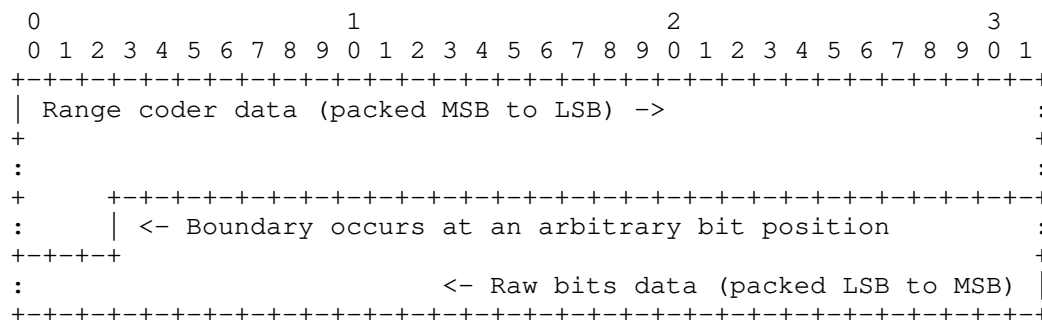 0                   1                   2                   3
 0 1 2 3 4 5 6 7 8 9 0 1 2 3 4 5 6 7 8 9 0 1 2 3 4 5 6 7 8 9 0 1
+-+-+-+-+-+-+-+-+-+-+-+-+-+-+-+-+-+-+-+-+-+-+-+-+-+-+-+-+-+-+-+-+
| Range coder data (packed MSB to LSB) ->                       :
+                                                               +
:                                                               :
+     +-+-+-+-+-+-+-+-+-+-+-+-+-+-+-+-+-+-+-+-+-+-+-+-+-+-+-+-+-+
:     | <- Boundary occurs at an arbitrary bit position         :
+-+-+-+                                                         +
:                          <- Raw bits data (packed LSB to MSB) |
+-+-+-+-+-+-+-+-+-+-+-+-+-+-+-+-+-+-+-+-+-+-+-+-+-+-+-+-+-+-+-+-+